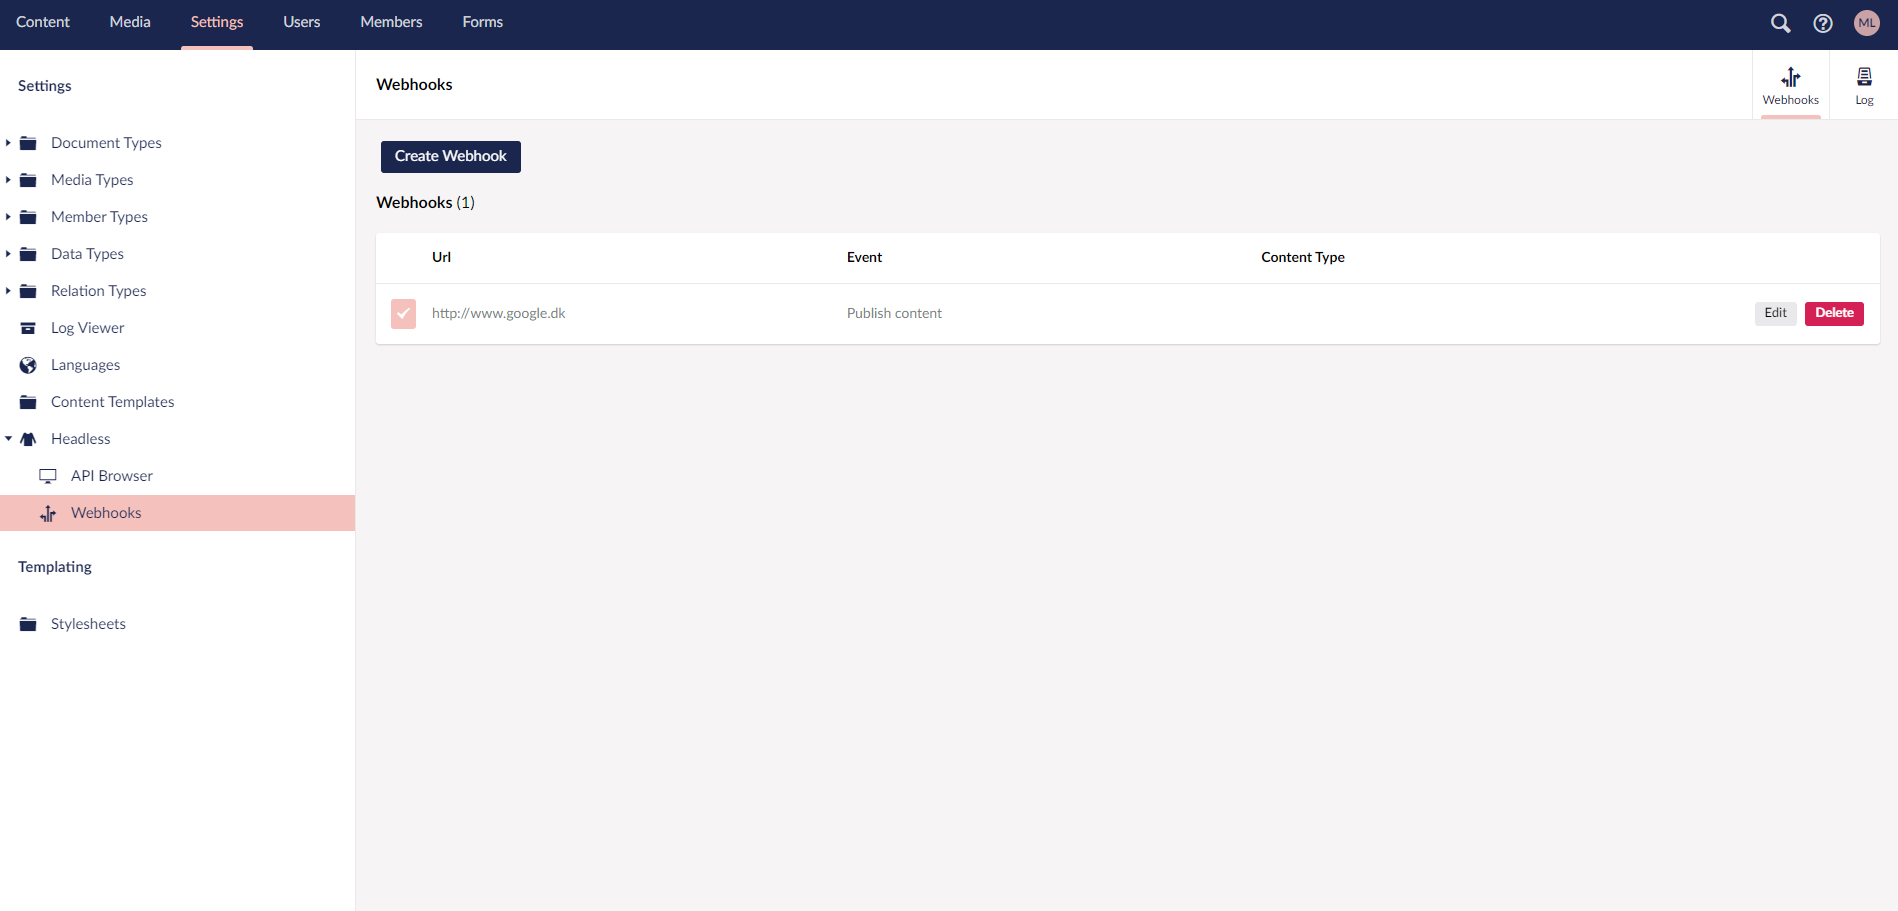 Content Media Settings Users Members Forms ML
Settings
Document Types
Media Types
Member Types
Data Types
Relation Types
Log Viewer
Languages
Content Templates
Headless
API Browser
Webhooks
Templating
Stylesheets
Webhooks
Webhooks Log
Create Webhook
Webhooks (1)
Url Event Content Type
http://www.google.dk Publish content Edit Delete